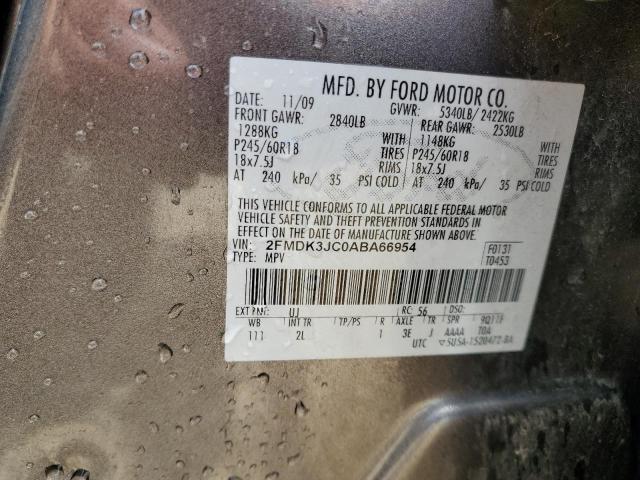 MFD. BY FORD MOTOR CO.
DATE: 11/09 GVWR: 5340LB/ 2422KG
FRONT GAWR: 2840LB REAR GAWR: 2530LB
1288KG WITH 1148KG WITH
P245/60R18 TIRES P245/60R18 TIRES
18x7.5J RIMS 18x7.5J RIMS
AT 240 kPa/ 35 PSI COLD AT 240 kPa/ 35 PSI COLD
THIS VEHICLE CONFORMS TO ALL APPLICABLE FEDERAL MOTOR
VEHICLE SAFETY AND THEFT PREVENTION STANDARDS
IN EFFECT ON THE DATE OF MANUFACTURE SHOWN ABOVE.
VIN: 2FMDK3JC0ABA66954 F0131
TYPE: MPV T0453
EXT PNT: UJ RC: 56 DSO:
WB INT TR TP/PS R AXLE TR SPR
111 2L 1 3E J AAAA T0A
UTC 5U5A-1520472-BA